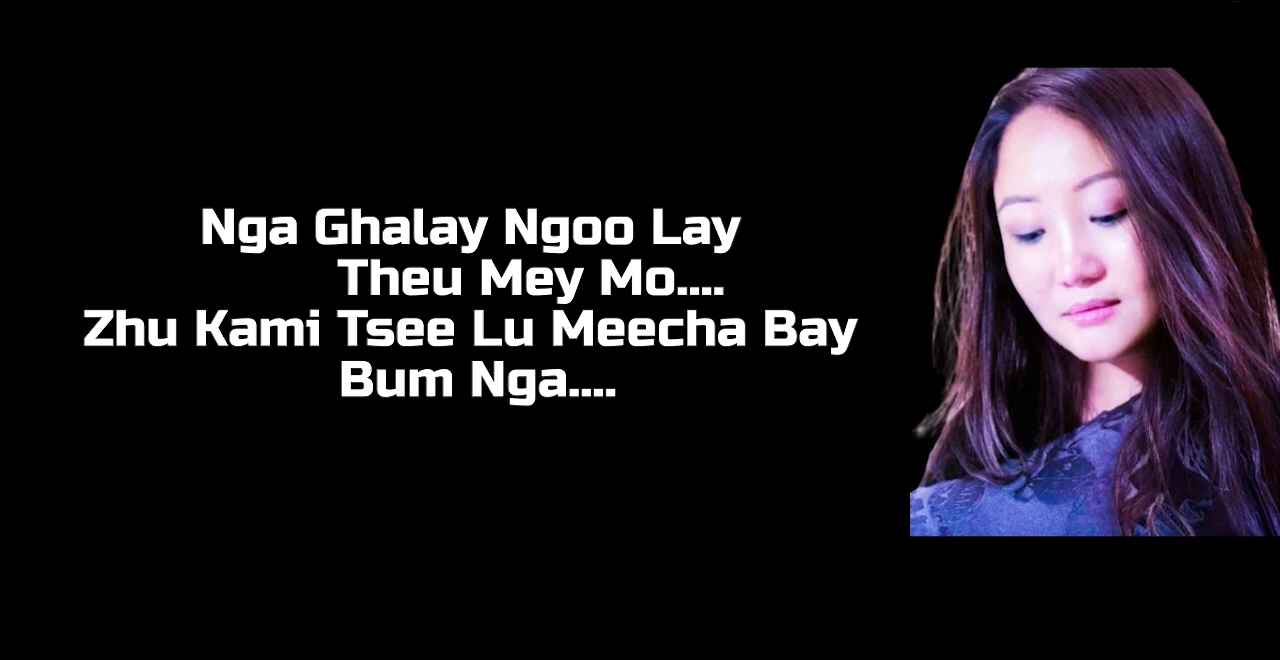 Nga Ghalay Ngoo Lay
Theu Mey Mo....
Zhu Kami Tsee Lu Meecha Bay
Bum Nga....